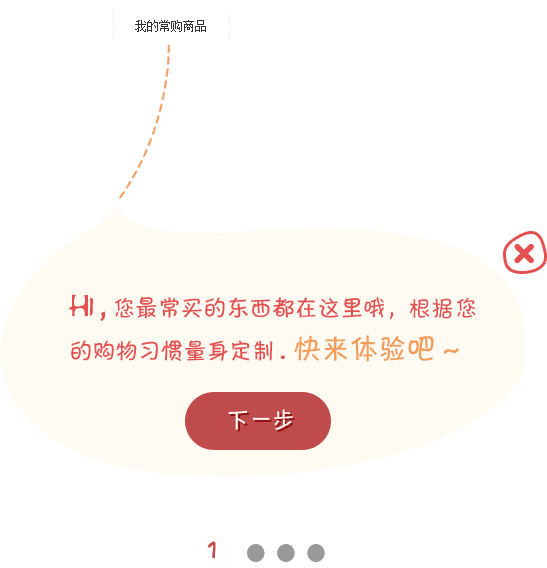 我的常购商品
Hi,您最常买的东西都在这里哦，根据您
的购物习惯量身定制.快来体验吧~
下一步
1